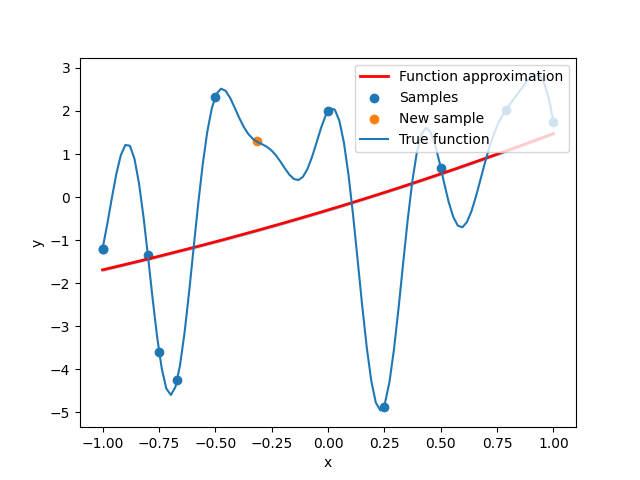 Function approximation
Samples
New sample
True function
3
2
1
0
−1
−2
−3
−4
−5
y
−1.00 −0.75 −0.50 −0.25 0.00 0.25 0.50 0.75 1.00
x